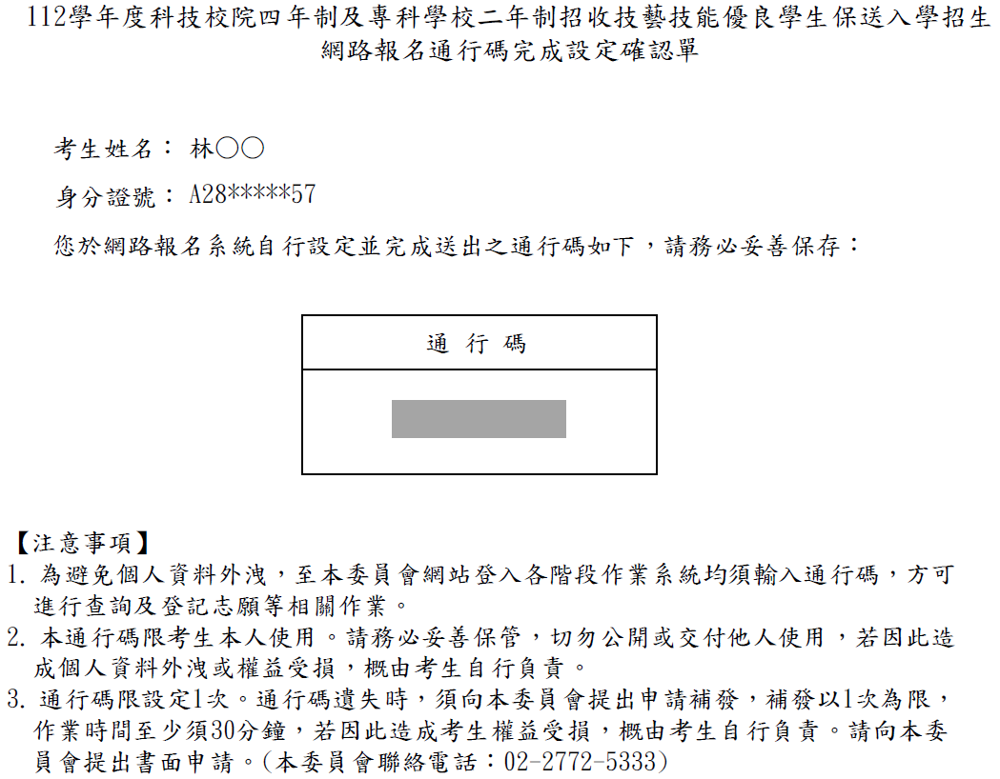 112學年度科技校院四年制及專科學校二年制招收技藝技能優良學生保送入學招生
網路報名通行碼完成設定確認單
考生姓名：林○○
身分證號：A28*****57
您於網路報名系統自行設定並完成送出之通行碼如下，請務必妥善保存：
通 行 碼
【注意事項】
1. 為避免個人資料外洩，至本委員會網站登入各階段作業系統均須輸入通行碼，方可
進行查詢及登記志願等相關作業。
2. 本通行碼限考生本人使用。請務必妥善保管，切勿公開或交付他人使用，若因此造
成個人資料外洩或權益受損，概由考生自行負責。
3. 通行碼限設定1次。通行碼遺失時，須向本委員會提出申請補發，補發以1次為限，
作業時間至少須30分鐘，若因此造成考生權益受損，概由考生自行負責。請向本委
員會提出書面申請。(本委員會聯絡電話：02-2772-5333)